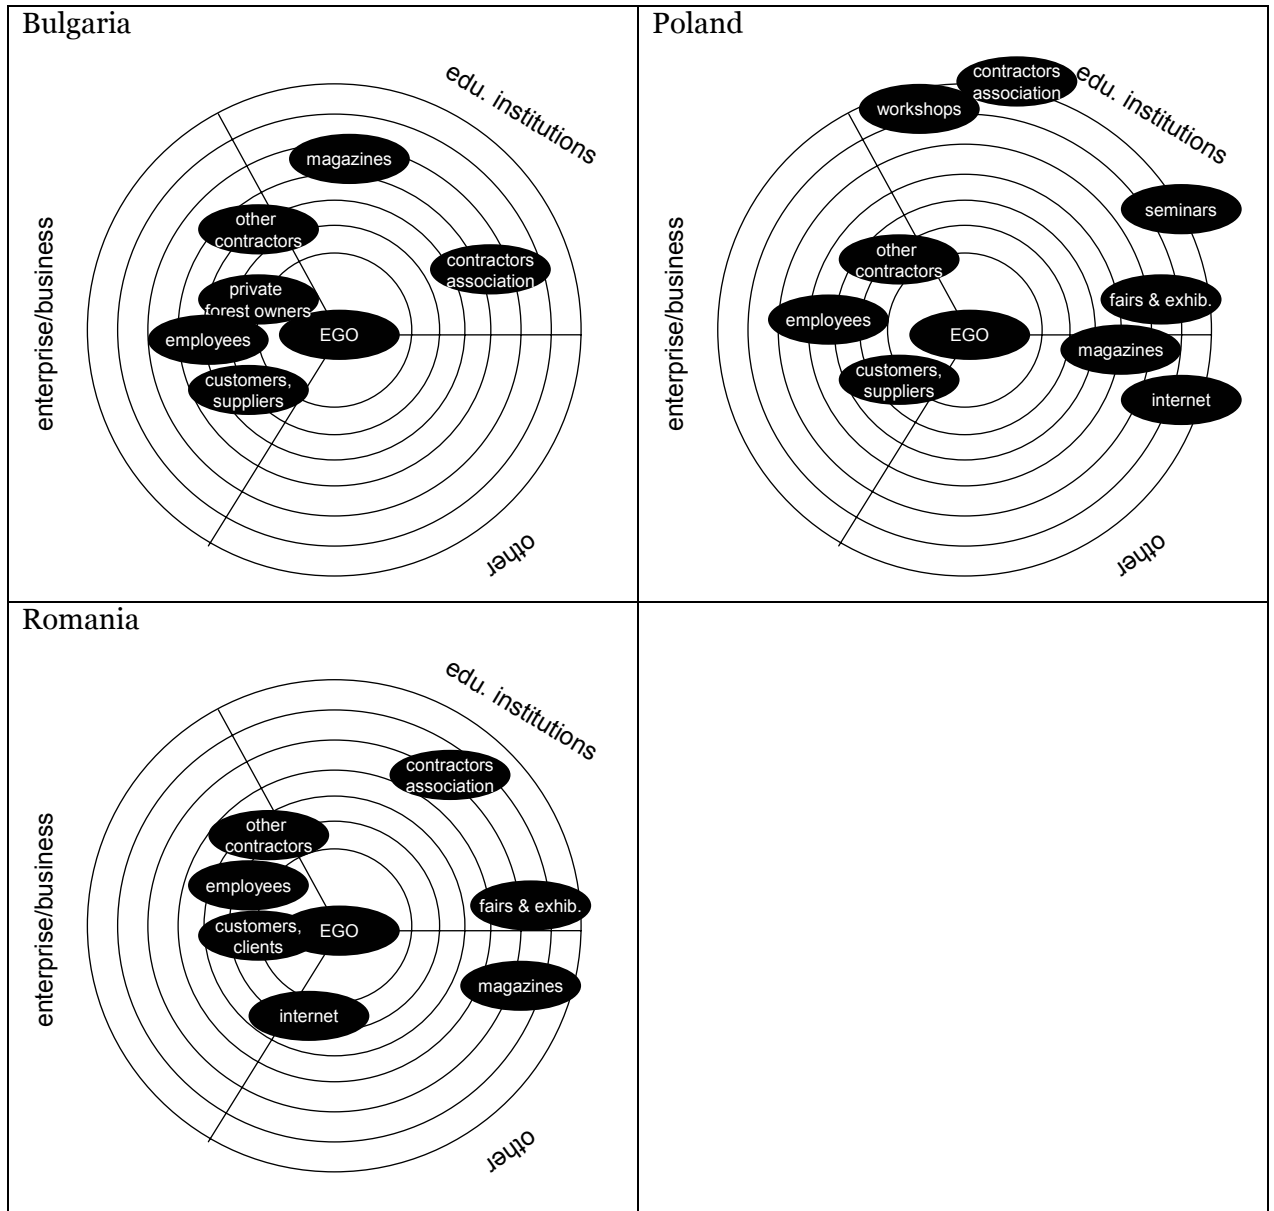 Bulgaria
edu. institutions
magazines
other
contractors
contractors
association
private
forest owners
EGO
employees
customers,
suppliers
enterprise/business
other
Poland
contractors
association
edu. institutions
workshops
seminars
other
contractors
fairs & exhib.
employees
EGO
magazines
customers,
suppliers
internet
enterprise/business
other
Romania
edu. institutions
contractors
association
other
contractors
employees
fairs & exhib.
customers,
clients
EGO
magazines
internet
enterprise/business
other